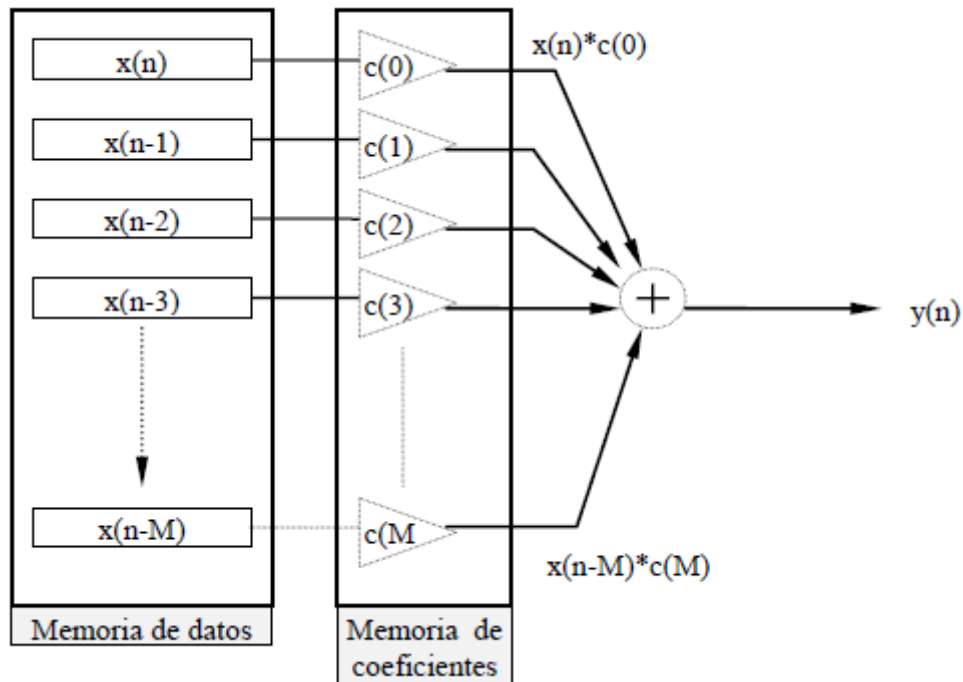 x(n)
c(0)
x(n)*c(0)
x(n-1)
c(1)
x(n-2)
c(2)
x(n-3)
c(3)
+
y(n)
x(n-M)
c(M
x(n-M)*c(M)
Memoria de datos
Memoria de
coeficientes